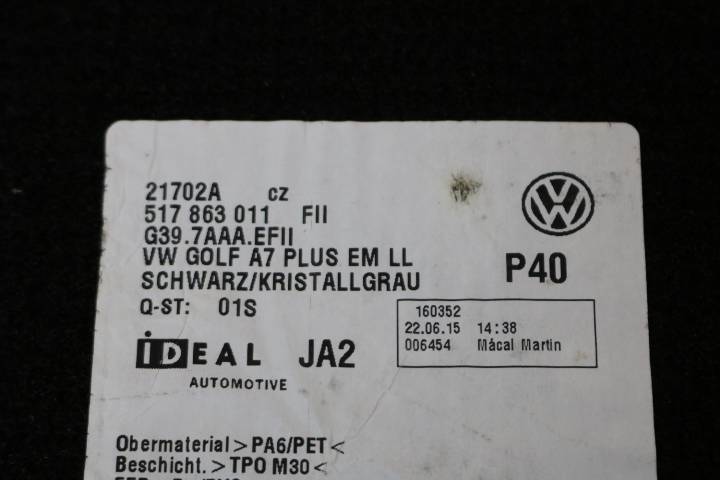 21702A cz
517 863 011 FII
G39.7AAA.EFII
VW GOLF A7 PLUS EM LL
SCHWARZ/KRISTALLGRAU
P40
Q-ST: 01S
160352
22.06.15 14:38
006454 Mácal Martin
iDEAL JA2
AUTOMOTIVE
Obermaterial>PA6/PET<
Beschicht.>TPO M30<